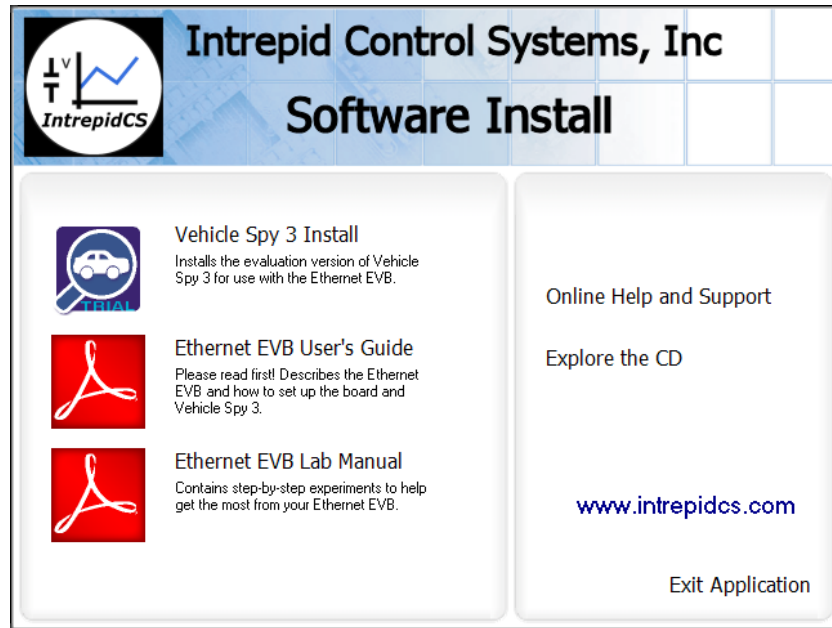 Intrepid Control Systems, Inc
Software Install
V
IntrepidCS
Vehicle Spy 3 Install
Installs the evaluation version of Vehicle
Spy 3 for use with the Ethernet EVB.
TRIAL
Ethernet EVB User's Guide
Please read first! Describes the Ethernet
EVB and how to set up the board and
Vehicle Spy 3.
Ethernet EVB Lab Manual
Contains step-by-step experiments to help
get the most from your Ethernet EVB.
Online Help and Support
Explore the CD
www.intrepidcs.com
Exit Application